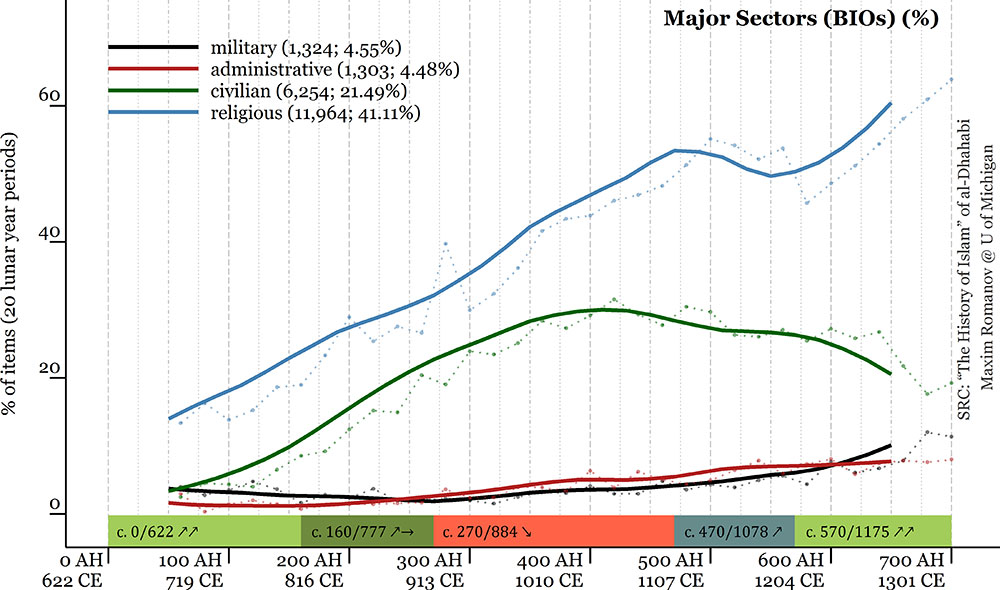 Major Sectors (BIOs) (%)
military (1,324; 4.55%)
administrative (1,303; 4.48%)
civilian (6,254; 21.49%)
religious (11,964; 41.11%)
% of items (20 lunar year periods)
60
40
20
0
SRC: “The History of Islam” of al-Dhahabi
Maxim Romanov @ U of Michigan
c. 0/622 ↗↗
c. 160/777 ↗→
c. 270/884 ↘
c. 470/1078 ↗
c. 570/1175 ↗↗
0 AH 100 AH 200 AH 300 AH 400 AH 500 AH 600 AH 700 AH
622 CE 719 CE 816 CE 913 CE 1010 CE 1107 CE 1204 CE 1301 CE